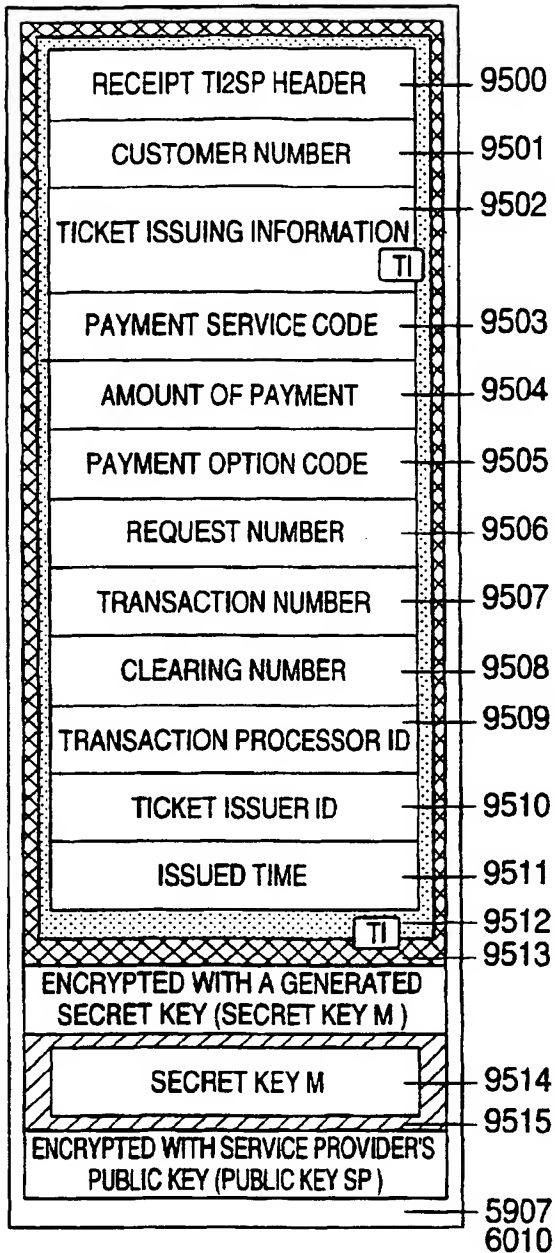 RECEIPT TI2SP HEADER 9500
CUSTOMER NUMBER 9501
9502
TICKET ISSUING INFORMATION
TI
PAYMENT SERVICE CODE 9503
AMOUNT OF PAYMENT 9504
PAYMENT OPTION CODE 9505
REQUEST NUMBER 9506
TRANSACTION NUMBER 9507
CLEARING NUMBER 9508
9509
TRANSACTION PROCESSOR ID
TICKET ISSUER ID 9510
ISSUED TIME 9511
9512
TI
9513
ENCRYPTED WITH A GENERATED
SECRET KEY (SECRET KEY M )
SECRET KEY M 9514
9515
ENCRYPTED WITH SERVICE PROVIDER'S
PUBLIC KEY (PUBLIC KEY SP )
5907
6010